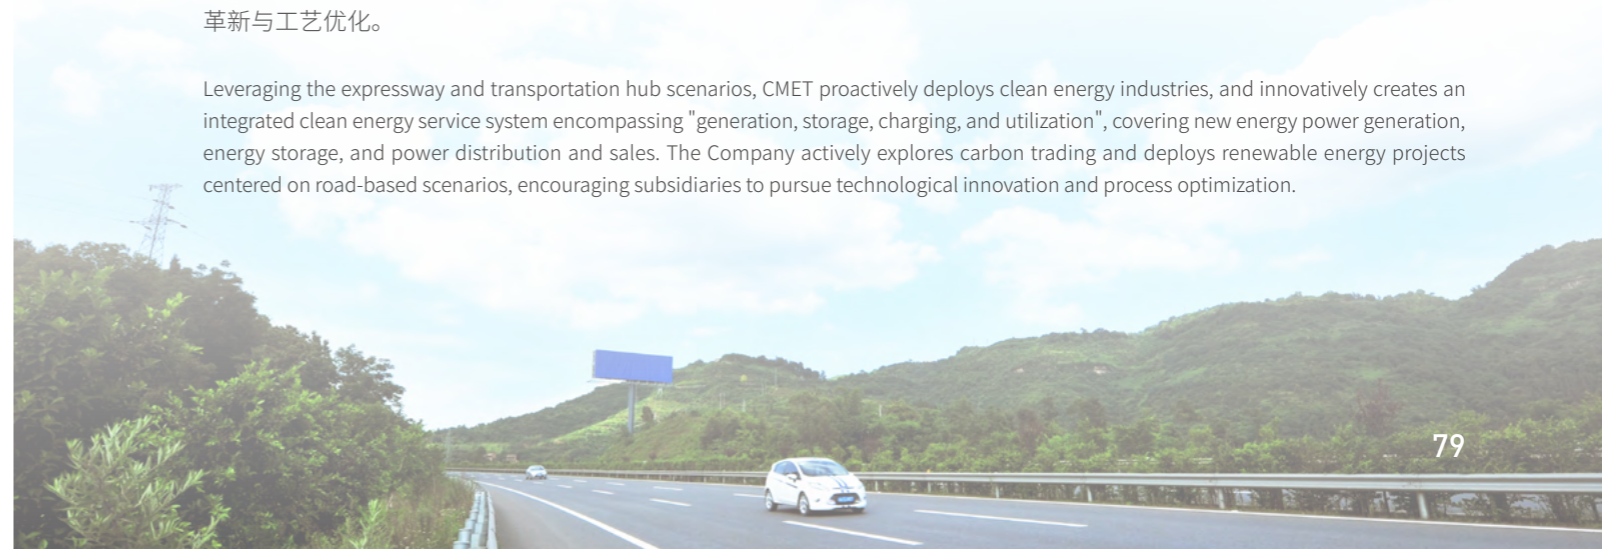 革新与工艺优化。
Leveraging the expressway and transportation hub scenarios, CMET proactively deploys clean energy industries, and innovatively creates an
integrated clean energy service system encompassing "generation, storage, charging, and utilization", covering new energy power generation,
energy storage, and power distribution and sales. The Company actively explores carbon trading and deploys renewable energy projects
centered on road-based scenarios, encouraging subsidiaries to pursue technological innovation and process optimization.
79